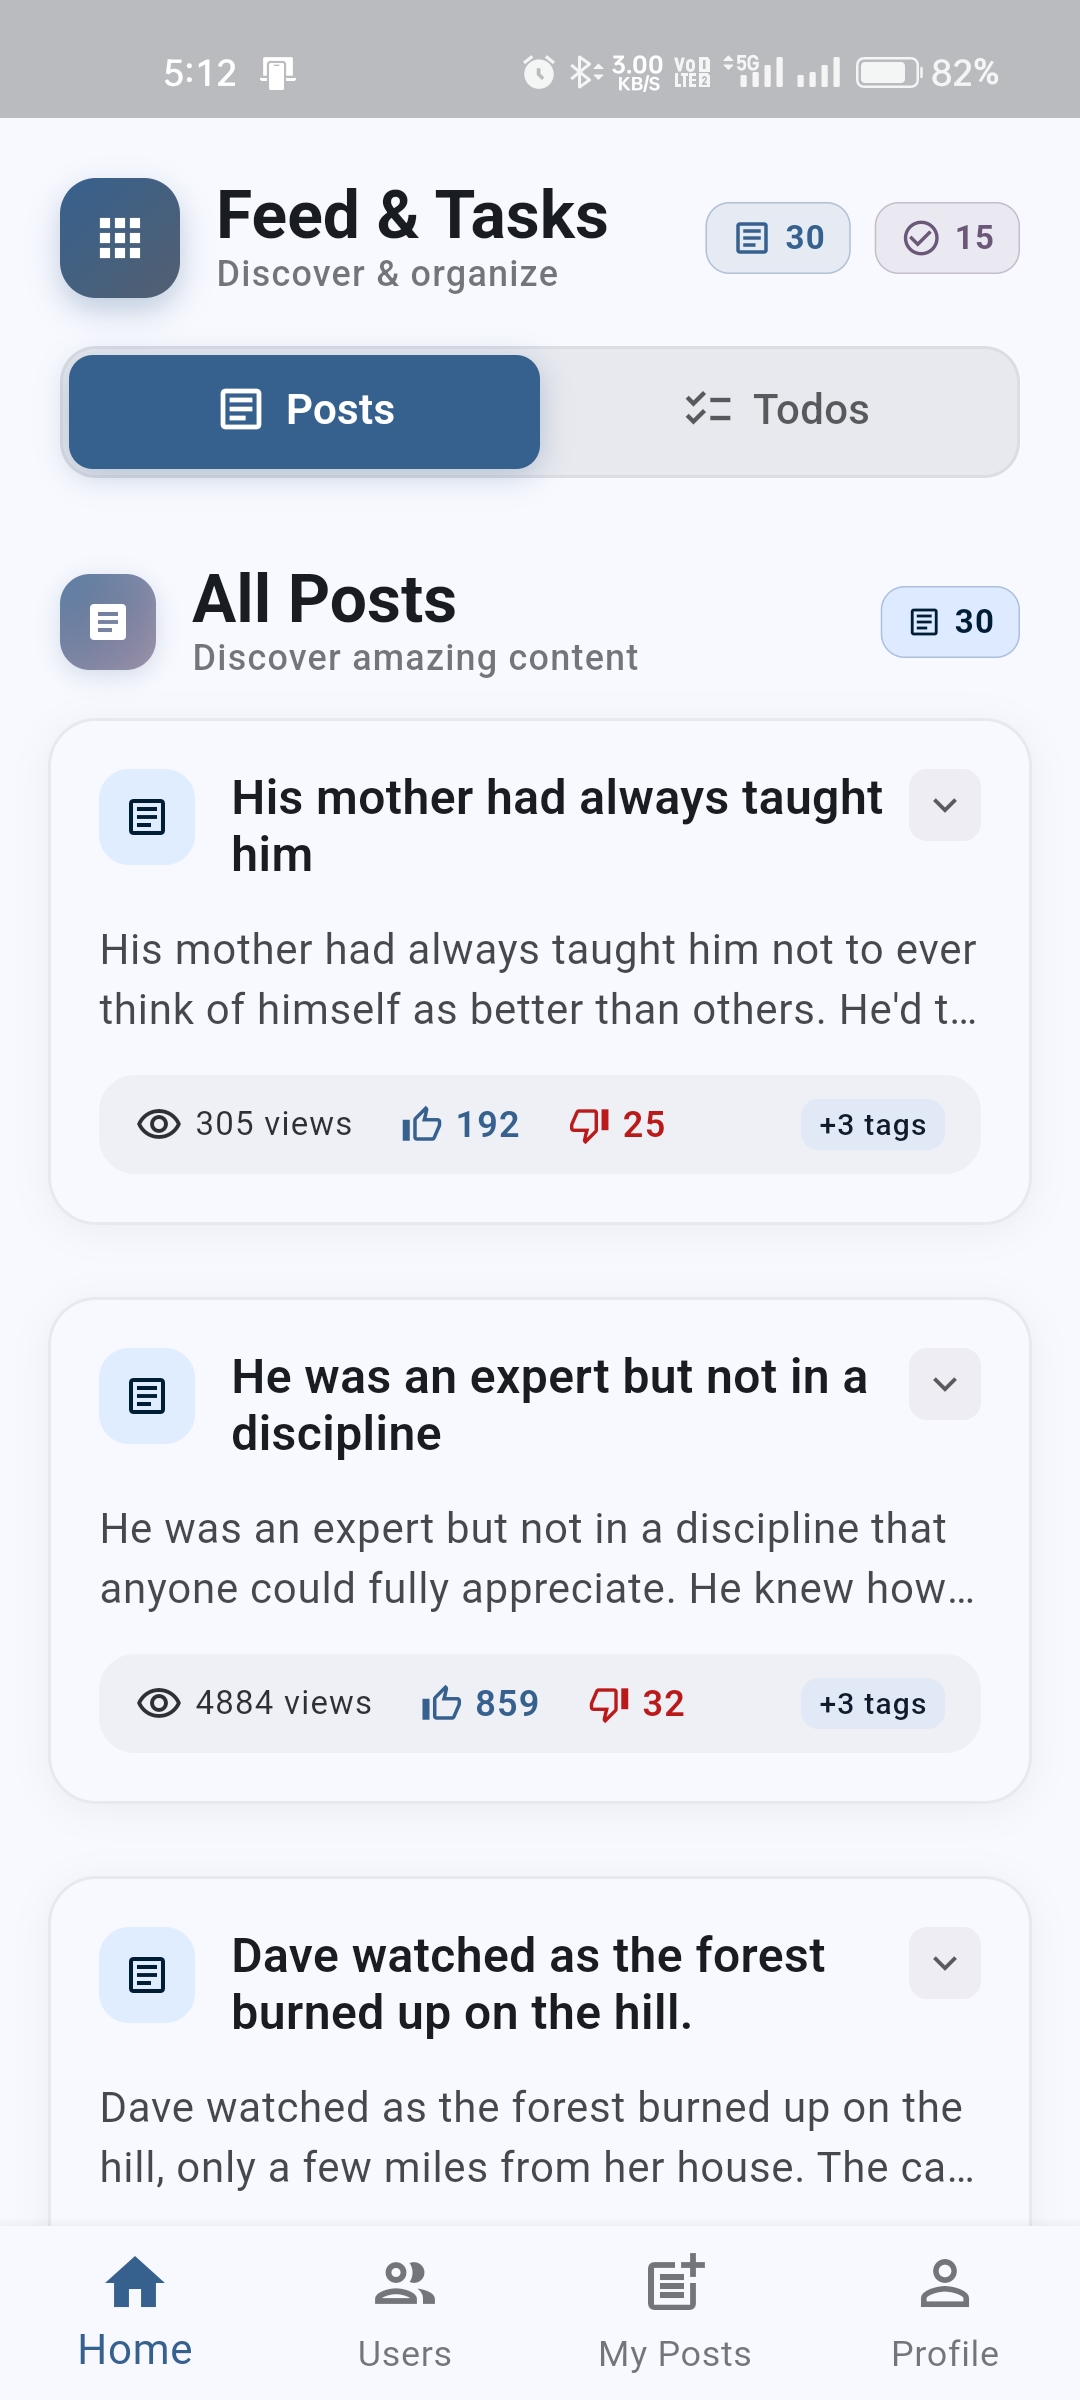 5:12
3.00 KB/S
Vo 1 LTE 2
5G
82%
Feed & Tasks
Discover & organize
30
15
Posts
Todos
All Posts
Discover amazing content
30
His mother had always taught
him
His mother had always taught him not to ever
think of himself as better than others. He'd t…
305 views
192
25
+3 tags
He was an expert but not in a
discipline
He was an expert but not in a discipline that
anyone could fully appreciate. He knew how…
4884 views
859
32
+3 tags
Dave watched as the forest
burned up on the hill.
Dave watched as the forest burned up on the
hill, only a few miles from her house. The ca…
Home
Users
My Posts
Profile